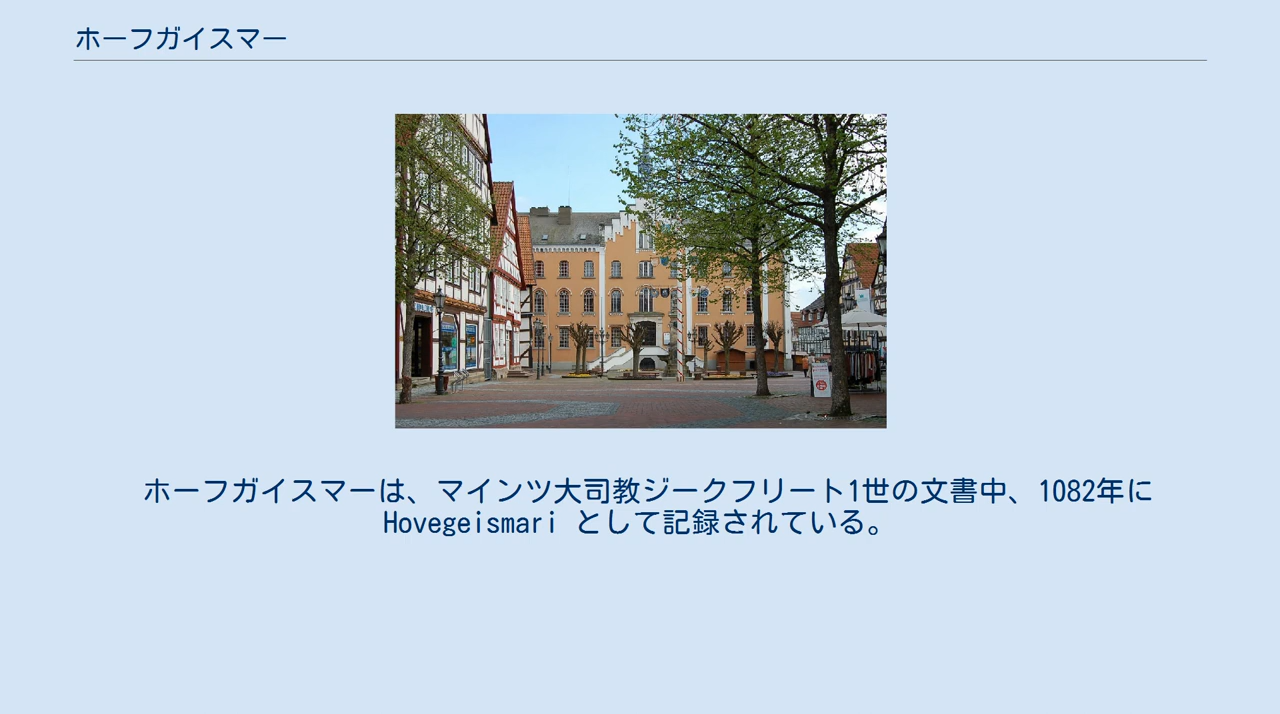 ホーフガイスマー
ホーフガイスマーは、マインツ大司教ジークフリート1世の文書中、1082年に
Hovegeismari として記録されている。